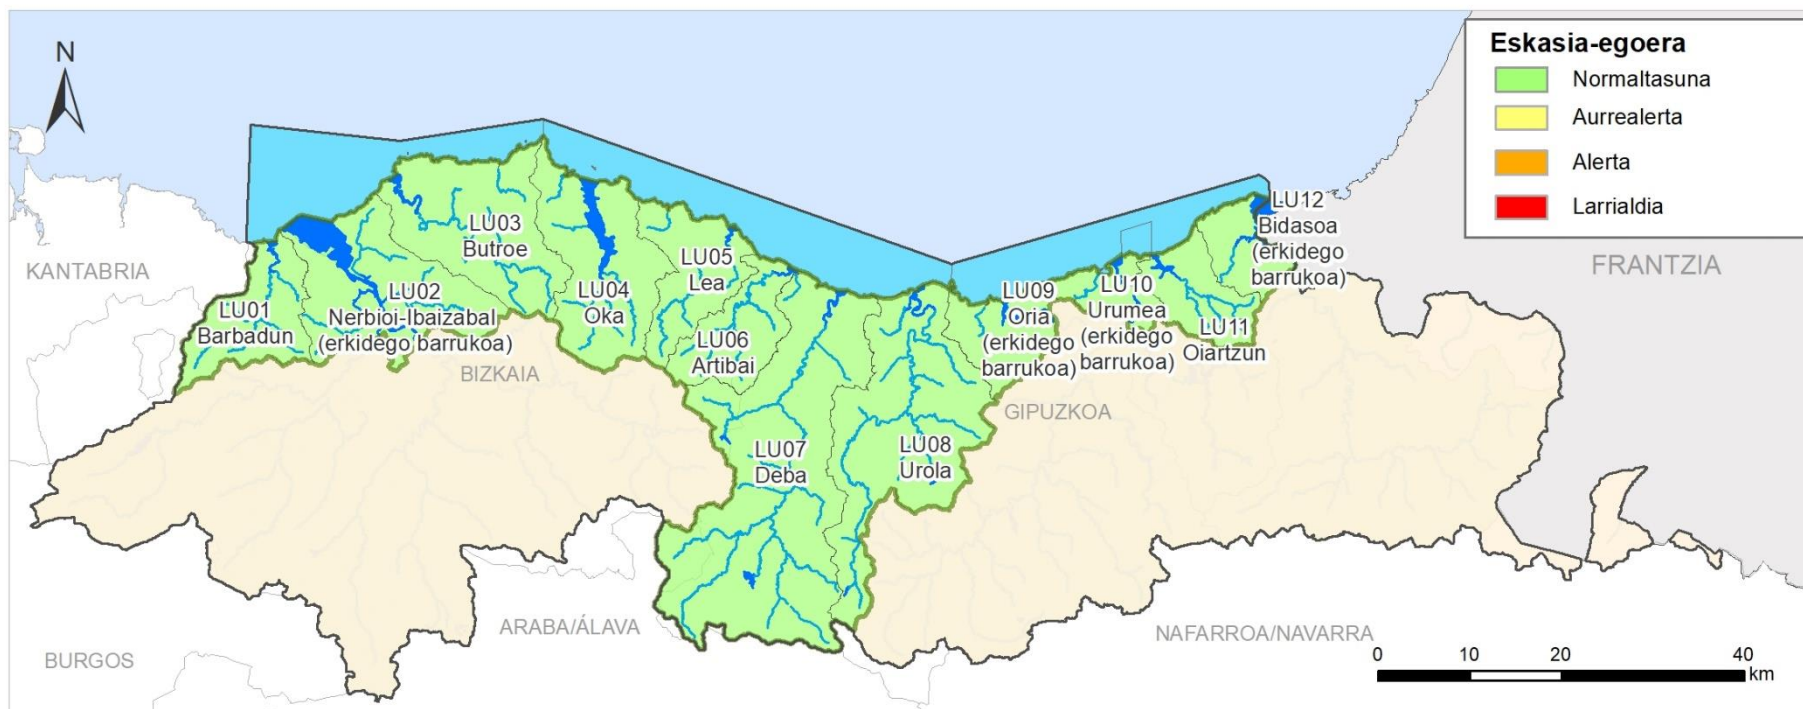 N
Eskasia-egoera
Normaltasuna
Aurrealerta
Alerta
Larrialdia
KANTABRIA
FRANTZIA
LU01
Barbadun
LU02
Nerbioi-Ibaizabal
(erkidego barrukoa)
LU03
Butroe
LU04
Oka
LU05
Lea
LU06
Artibai
LU07
Deba
LU08
Urola
LU09
Oria
(erkidego
barrukoa)
LU10
Urumea
(erkidego
barrukoa)
LU11
Oiartzun
LU12
Bidasoa
(erkidego
barrukoa)
BIZKAIA
GIPUZKOA
ARABA/ÁLAVA
BURGOS
NAFARROA/NAVARRA
0 10 20 40
km